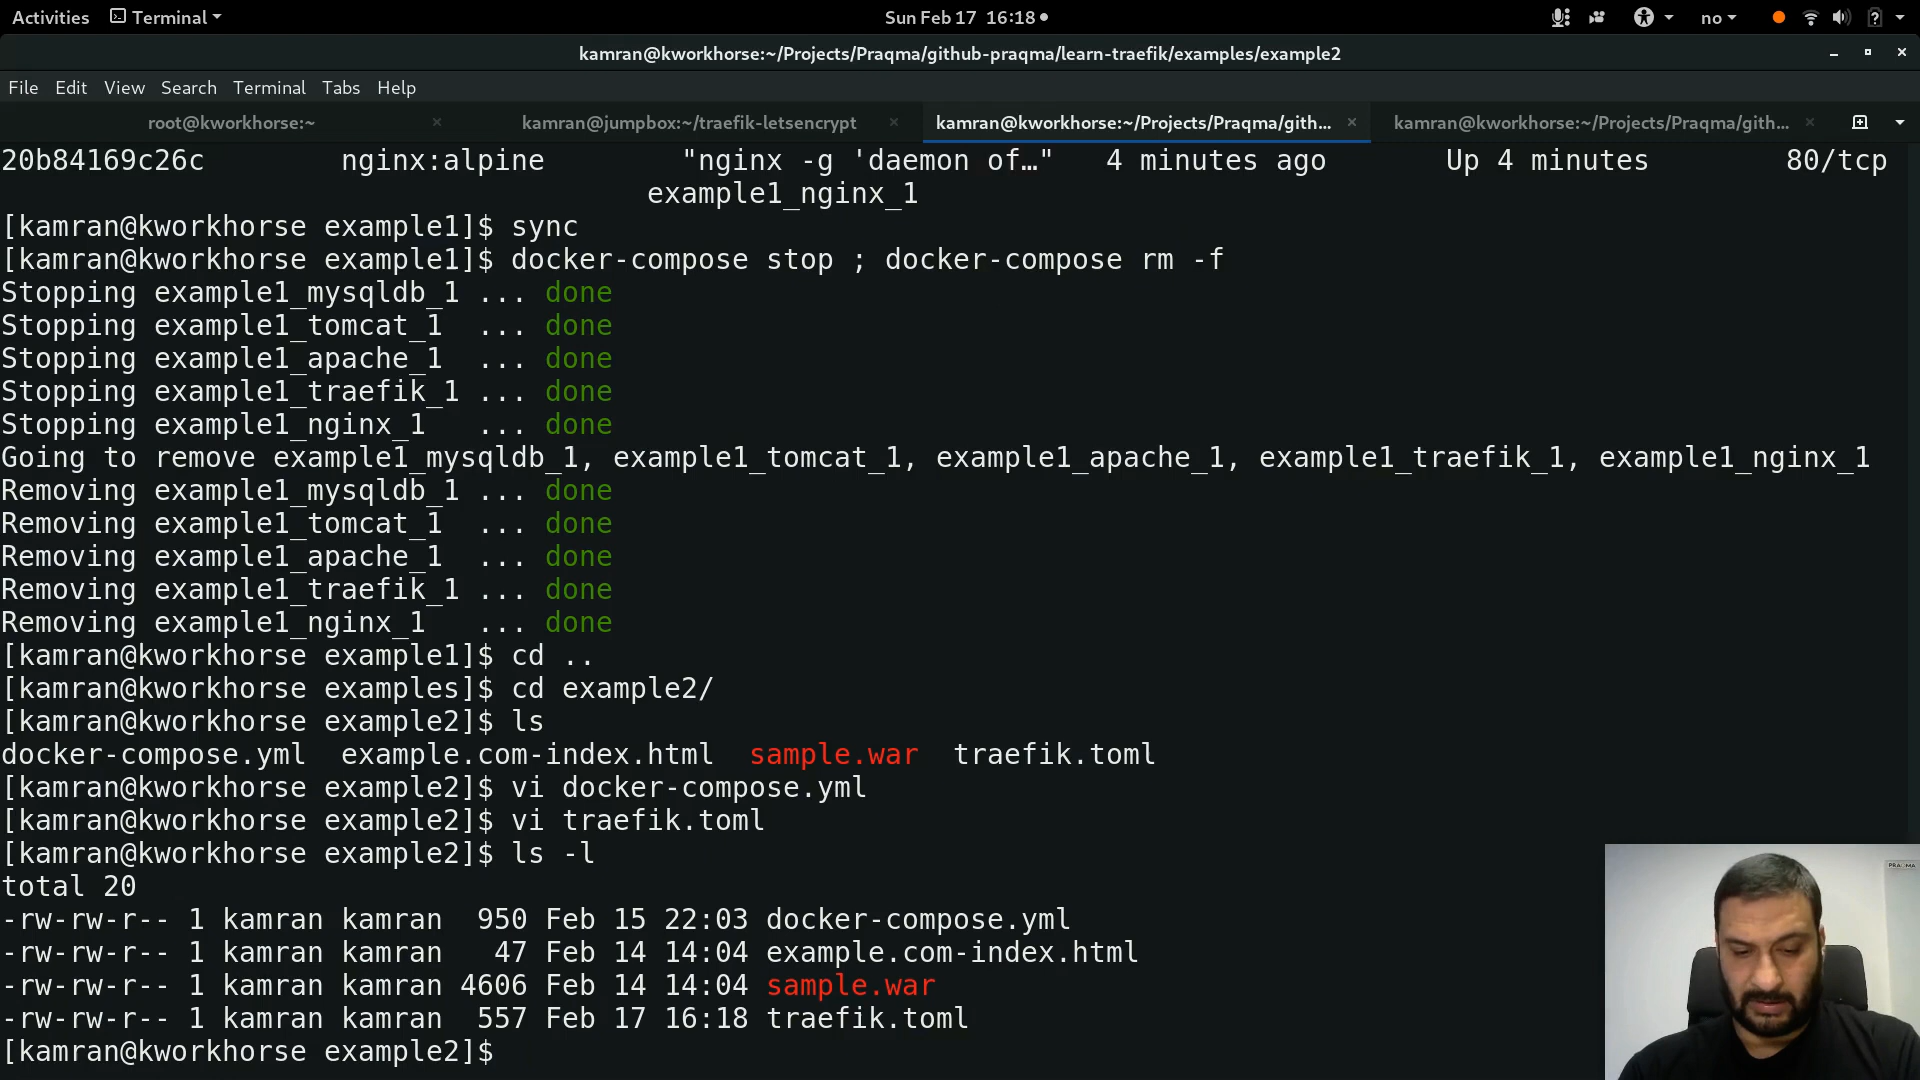 Activities Terminal Sun Feb 17 16:18 no
kamran@kworkhorse:~/Projects/Praqma/github-praqma/learn-traefik/examples/example2
File Edit View Search Terminal Tabs Help
root@kworkhorse:~ × kamran@jumpbox:~/traefik-letsencrypt × kamran@kworkhorse:~/Projects/Praqma/gith... × kamran@kworkhorse:~/Projects/Praqma/gith... ×
20b84169c26c nginx:alpine "nginx -g 'daemon of…" 4 minutes ago Up 4 minutes 80/tcp
example1_nginx_1
[kamran@kworkhorse example1]$ sync
[kamran@kworkhorse example1]$ docker-compose stop ; docker-compose rm -f
Stopping example1_mysqldb_1 ... done
Stopping example1_tomcat_1 ... done
Stopping example1_apache_1 ... done
Stopping example1_traefik_1 ... done
Stopping example1_nginx_1 ... done
Going to remove example1_mysqldb_1, example1_tomcat_1, example1_apache_1, example1_traefik_1, example1_nginx_1
Removing example1_mysqldb_1 ... done
Removing example1_tomcat_1 ... done
Removing example1_apache_1 ... done
Removing example1_traefik_1 ... done
Removing example1_nginx_1 ... done
[kamran@kworkhorse example1]$ cd ..
[kamran@kworkhorse examples]$ cd example2/
[kamran@kworkhorse example2]$ ls
docker-compose.yml example.com-index.html sample.war traefik.toml
[kamran@kworkhorse example2]$ vi docker-compose.yml
[kamran@kworkhorse example2]$ vi traefik.toml
[kamran@kworkhorse example2]$ ls -l
total 20
-rw-rw-r-- 1 kamran kamran 950 Feb 15 22:03 docker-compose.yml
-rw-rw-r-- 1 kamran kamran 47 Feb 14 14:04 example.com-index.html
-rw-rw-r-- 1 kamran kamran 4606 Feb 14 14:04 sample.war
-rw-rw-r-- 1 kamran kamran 557 Feb 17 16:18 traefik.toml
[kamran@kworkhorse example2]$
PRAQMA